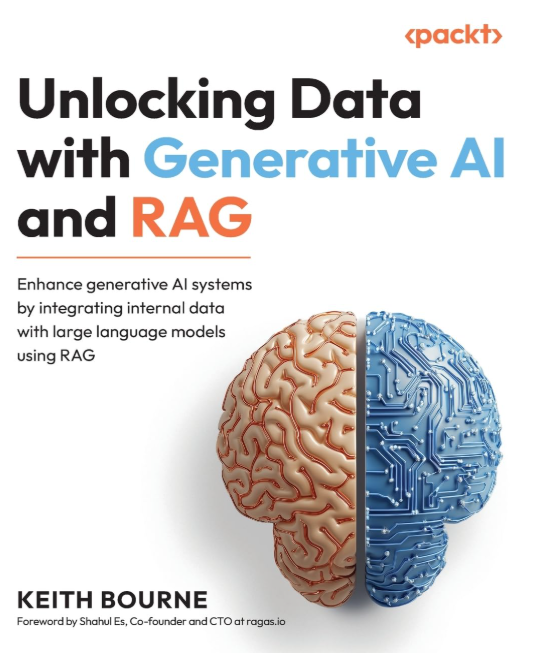 <packt>
Unlocking Data
with Generative AI
and RAG
Enhance generative AI systems
by integrating internal data
with large language models
using RAG
KEITH BOURNE
Foreword by Shahul Es, Co-founder and CTO at ragas.io